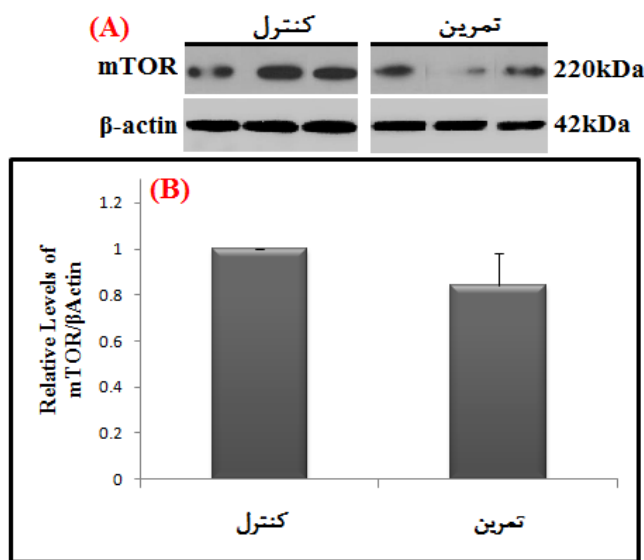 (A)
کنترل
تمرین
mTOR
220kDa
β-actin
42kDa
(B)
Relative Levels of
mTOR/βActin
1.2
1
0.8
0.6
0.4
0.2
0
کنترل
تمرین